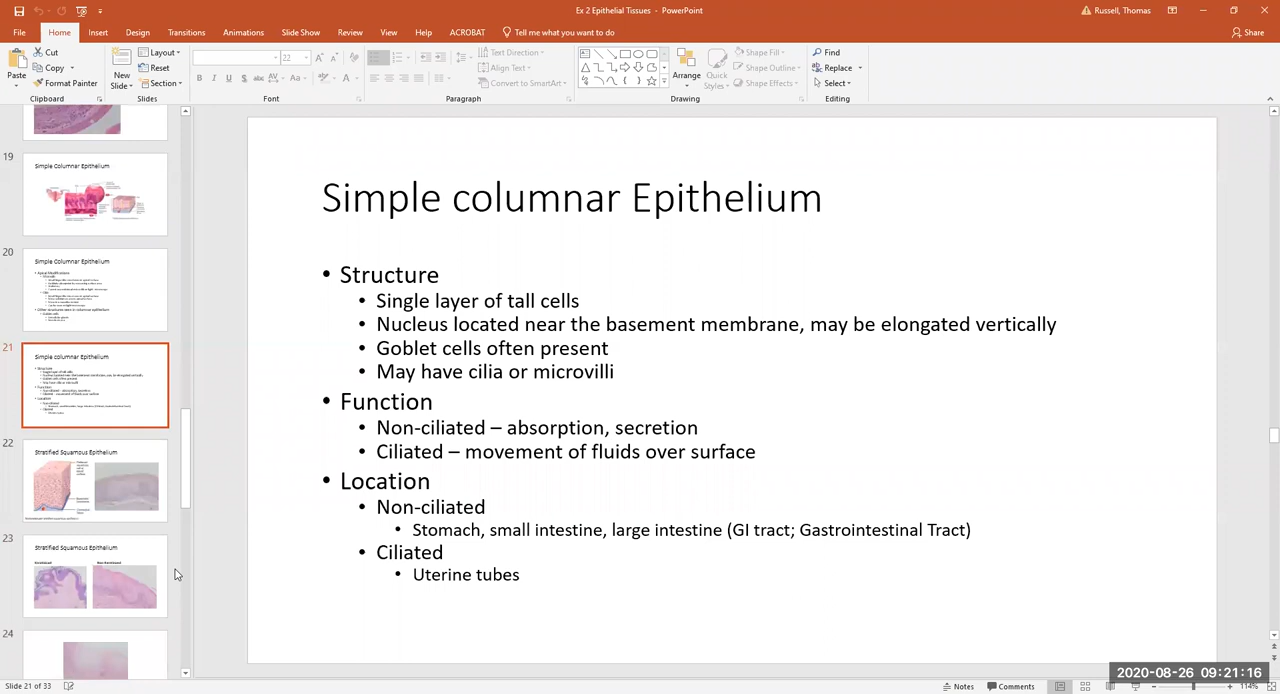 Ex 2 Epithelial Tissues - PowerPoint
Russell, Thomas
File Home Insert Design Transitions Animations Slide Show Review View Help ACROBAT Tell me what you want to do Share
Paste
Cut
Copy
Format Painter
Clipboard
New Slide
Layout
Reset
Section
Slides
22
B I U S abc AV Aa A
Font
Text Direction
Align Text
Convert to SmartArt
Paragraph
Arrange
Quick Styles
Shape Fill
Shape Outline
Shape Effects
Drawing
Find
Replace
Select
Editing
19
Simple Columnar Epithelium
20
Simple Columnar Epithelium
21
Simple columnar Epithelium
22
Stratified Squamous Epithelium
23
Stratified Squamous Epithelium
24
Simple columnar Epithelium
• Structure
• Single layer of tall cells
• Nucleus located near the basement membrane, may be elongated vertically
• Goblet cells often present
• May have cilia or microvilli
• Function
• Non-ciliated – absorption, secretion
• Ciliated – movement of fluids over surface
• Location
• Non-ciliated
• Stomach, small intestine, large intestine (GI tract; Gastrointestinal Tract)
• Ciliated
• Uterine tubes
2020-08-26 09:21:16
Slide 21 of 33
Notes Comments 114%